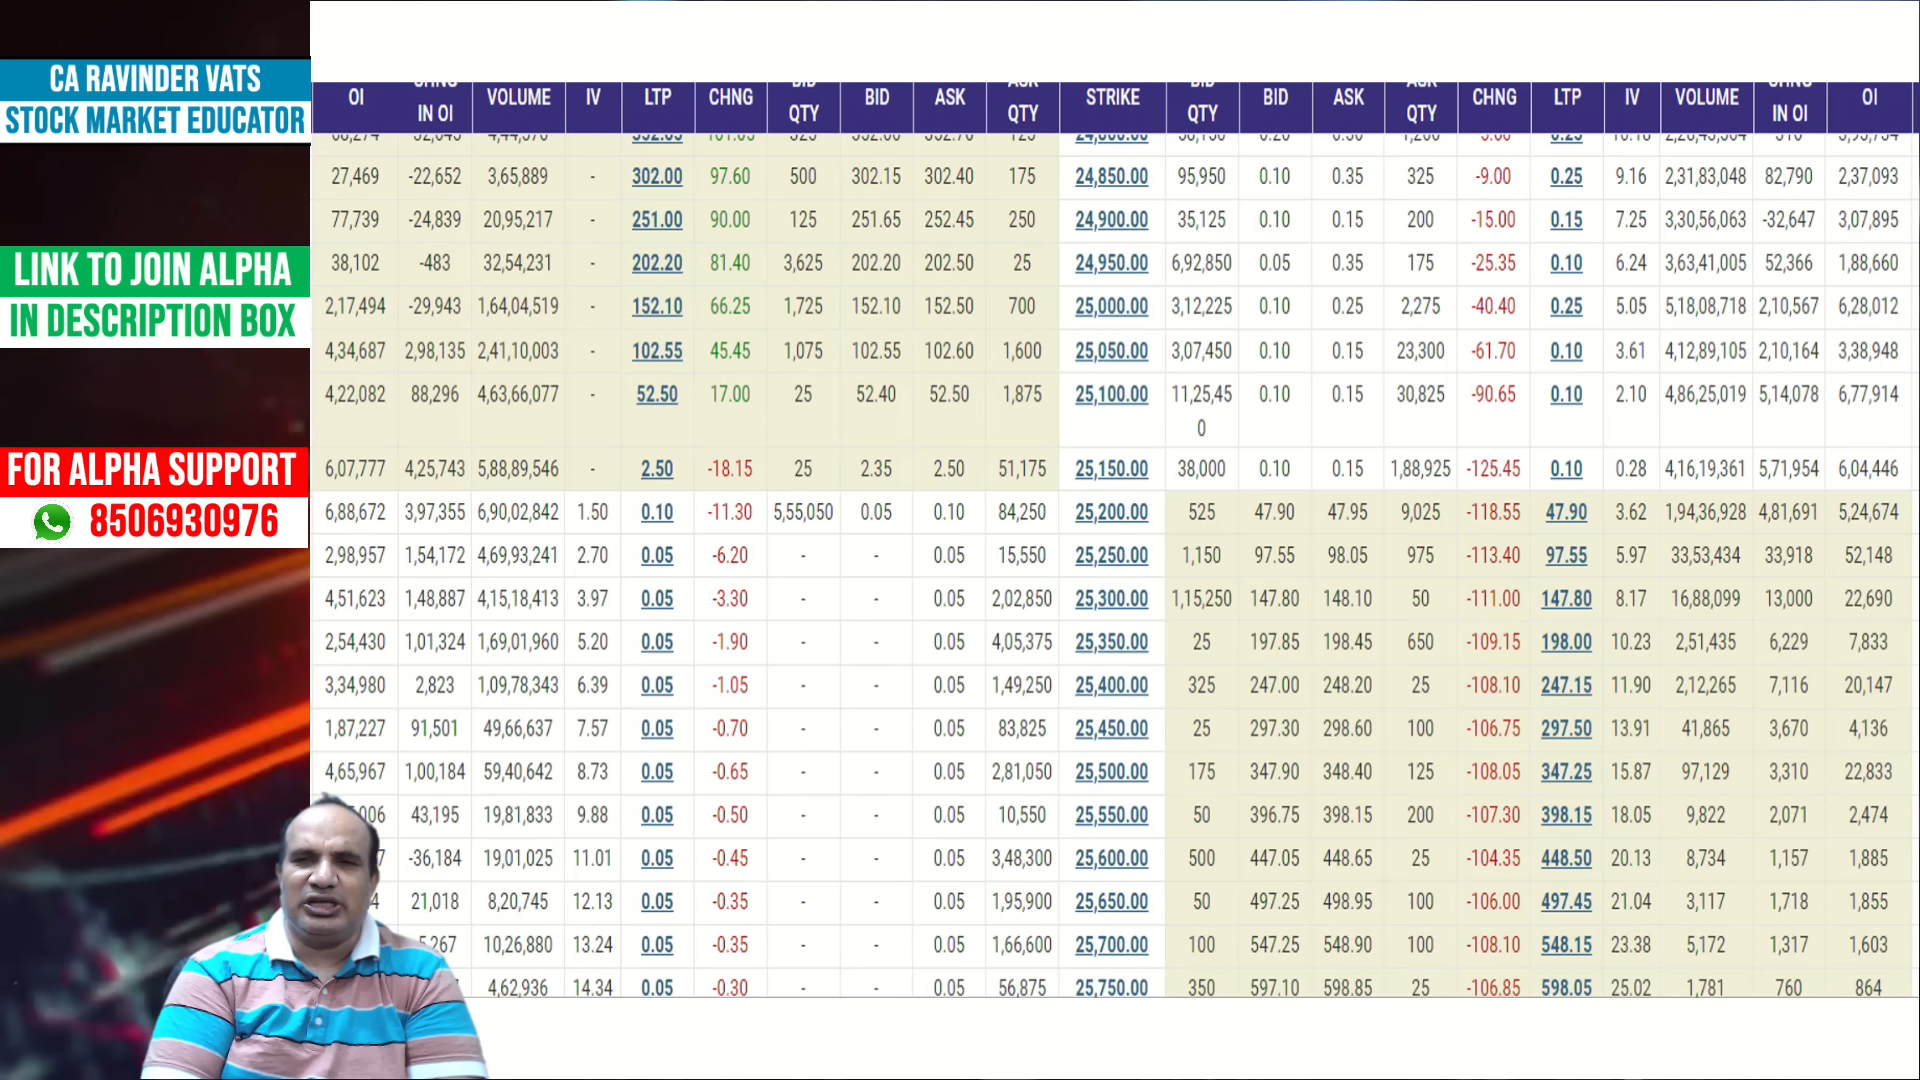 CA RAVINDER VATS
STOCK MARKET EDUCATOR
LINK TO JOIN ALPHA
IN DESCRIPTION BOX
FOR ALPHA SUPPORT
8506930976
OI CHNG IN OI VOLUME IV LTP CHNG BID QTY BID ASK ASK QTY STRIKE BID QTY BID ASK ASK QTY CHNG LTP IV VOLUME CHNG IN OI OI
27,469 -22,652 3,65,889 - 302.00 97.60 500 302.15 302.40 175 24,850.00 95,950 0.10 0.35 325 -9.00 0.25 9.16 2,31,83,048 82,790 2,37,093
77,739 -24,839 20,95,217 - 251.00 90.00 125 251.65 252.45 250 24,900.00 35,125 0.10 0.15 200 -15.00 0.15 7.25 3,30,56,063 -32,647 3,07,895
38,102 -483 32,54,231 - 202.20 81.40 3,625 202.20 202.50 25 24,950.00 6,92,850 0.05 0.35 175 -25.35 0.10 6.24 3,63,41,005 52,366 1,88,660
2,17,494 -29,943 1,64,04,519 - 152.10 66.25 1,725 152.10 152.50 700 25,000.00 3,12,225 0.10 0.25 2,275 -40.40 0.25 5.05 5,18,08,718 2,10,567 6,28,012
4,34,687 2,98,135 2,41,10,003 - 102.55 45.45 1,075 102.55 102.60 1,600 25,050.00 3,07,450 0.10 0.15 23,300 -61.70 0.10 3.61 4,12,89,105 2,10,164 3,38,948
4,22,082 88,296 4,63,66,077 - 52.50 17.00 25 52.40 52.50 1,875 25,100.00 11,25,45 0.10 0.15 30,825 -90.65 0.10 2.10 4,86,25,019 5,14,078 6,77,914
0
6,07,777 4,25,743 5,88,89,546 - 2.50 -18.15 25 2.35 2.50 51,175 25,150.00 38,000 0.10 0.15 1,88,925 -125.45 0.10 0.28 4,16,19,361 5,71,954 6,04,446
6,88,672 3,97,355 6,90,02,842 1.50 0.10 -11.30 5,55,050 0.05 0.10 84,250 25,200.00 525 47.90 47.95 9,025 -118.55 47.90 3.62 1,94,36,928 4,81,691 5,24,674
2,98,957 1,54,172 4,69,93,241 2.70 0.05 -6.20 - - 0.05 15,550 25,250.00 1,150 97.55 98.05 975 -113.40 97.55 5.97 33,53,434 33,918 52,148
4,51,623 1,48,887 4,15,18,413 3.97 0.05 -3.30 - - 0.05 2,02,850 25,300.00 1,15,250 147.80 148.10 50 -111.00 147.80 8.17 16,88,099 13,000 22,690
2,54,430 1,01,324 1,69,01,960 5.20 0.05 -1.90 - - 0.05 4,05,375 25,350.00 25 197.85 198.45 650 -109.15 198.00 10.23 2,51,435 6,229 7,833
3,34,980 2,823 1,09,78,343 6.39 0.05 -1.05 - - 0.05 1,49,250 25,400.00 325 247.00 248.20 25 -108.10 247.15 11.90 2,12,265 7,116 20,147
1,87,227 91,501 49,66,637 7.57 0.05 -0.70 - - 0.05 83,825 25,450.00 25 297.30 298.60 100 -106.75 297.50 13.91 41,865 3,670 4,136
4,65,967 1,00,184 59,40,642 8.73 0.05 -0.65 - - 0.05 2,81,050 25,500.00 175 347.90 348.40 125 -108.05 347.25 15.87 97,129 3,310 22,833
43,195 19,81,833 9.88 0.05 -0.50 - - 0.05 10,550 25,550.00 50 396.75 398.15 200 -107.30 398.15 18.05 9,822 2,071 2,474
-36,184 19,01,025 11.01 0.05 -0.45 - - 0.05 3,48,300 25,600.00 500 447.05 448.65 25 -104.35 448.50 20.13 8,734 1,157 1,885
21,018 8,20,745 12.13 0.05 -0.35 - - 0.05 1,95,900 25,650.00 50 497.25 498.95 100 -106.00 497.45 21.04 3,117 1,718 1,855
10,26,880 13.24 0.05 -0.35 - - 0.05 1,66,600 25,700.00 100 547.25 548.90 100 -108.10 548.15 23.38 5,172 1,317 1,603
4,62,936 14.34 0.05 -0.30 - - 0.05 56,875 25,750.00 350 597.10 598.85 25 -106.85 598.05 25.02 1,781 760 864